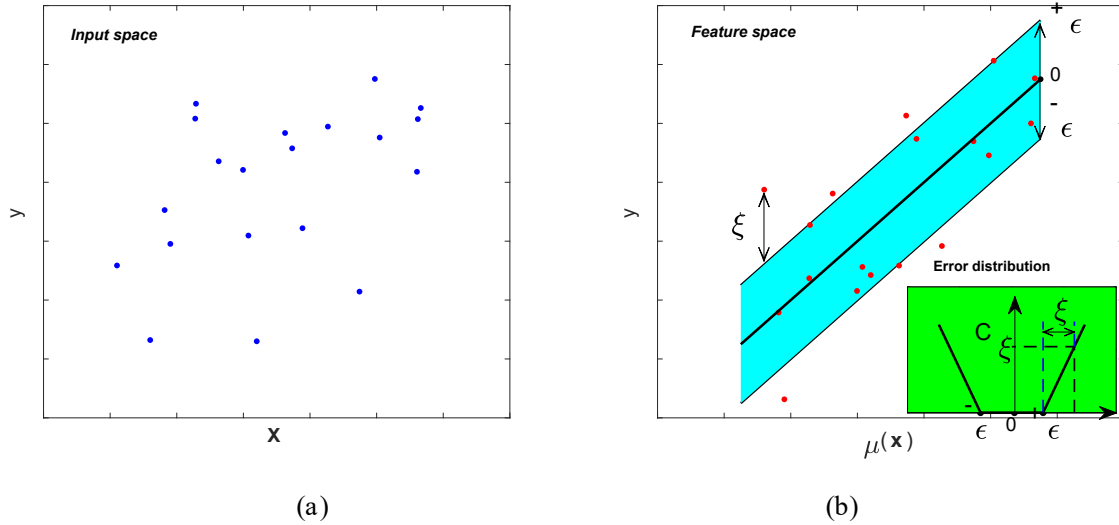 Input space
y
X
(a)
Feature space
+
ϵ
0
-
ϵ
ξ
y
μ(x)
Error distribution
C
ξ
ξ
-
+
0
ϵ
ϵ
(b)